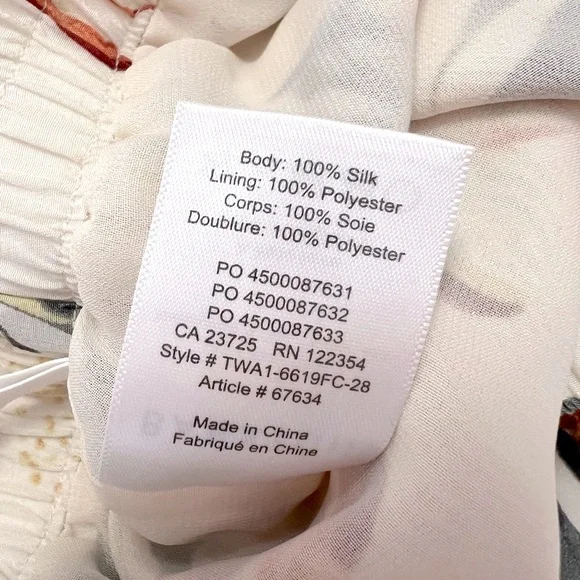 Body: 100% Silk
Lining: 100% Polyester
Corps: 100% Soie
Doublure: 100% Polyester
PO 4500087631
PO 4500087632
PO 4500087633
CA 23725 RN 122354
Style # TWA1-6619FC-28
Article # 67634
Made in China
Fabriqué en Chine